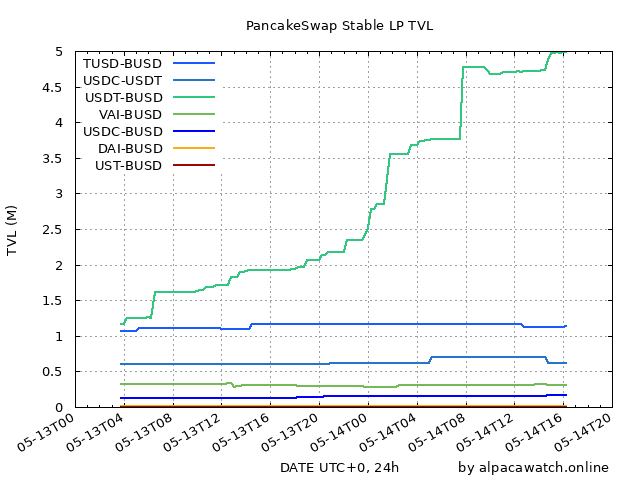 PancakeSwap Stable LP TVL
TVL (M)
5
4.5
4
3.5
3
2.5
2
1.5
1
0.5
0
TUSD-BUSD
USDC-USDT
USDT-BUSD
VAI-BUSD
USDC-BUSD
DAI-BUSD
UST-BUSD
05-13T00
05-13T04
05-13T08
05-13T12
05-13T16
05-13T20
05-14T00
05-14T04
05-14T08
05-14T12
05-14T16
05-14T20
DATE UTC+0, 24h
by alpacawatch.online